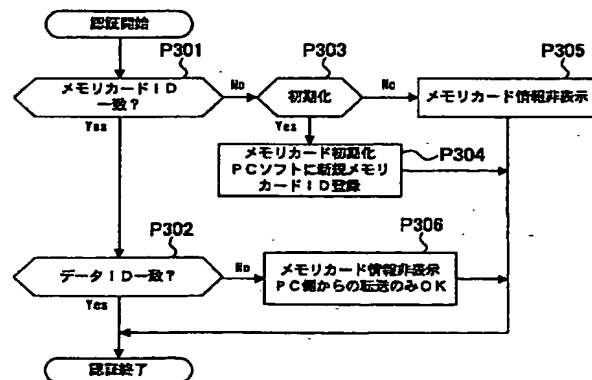 認証開始
P301
P303
P305
メモリカードID
一致?
No
初期化
No
メモリカード情報非表示
Yes
Yes
メモリカード初期化
PCソフトに新規メモリ
カードID登録
P304
P302
P306
データID一致?
No
メモリカード情報非表示
PC側からの転送のみOK
Yes
認証終了